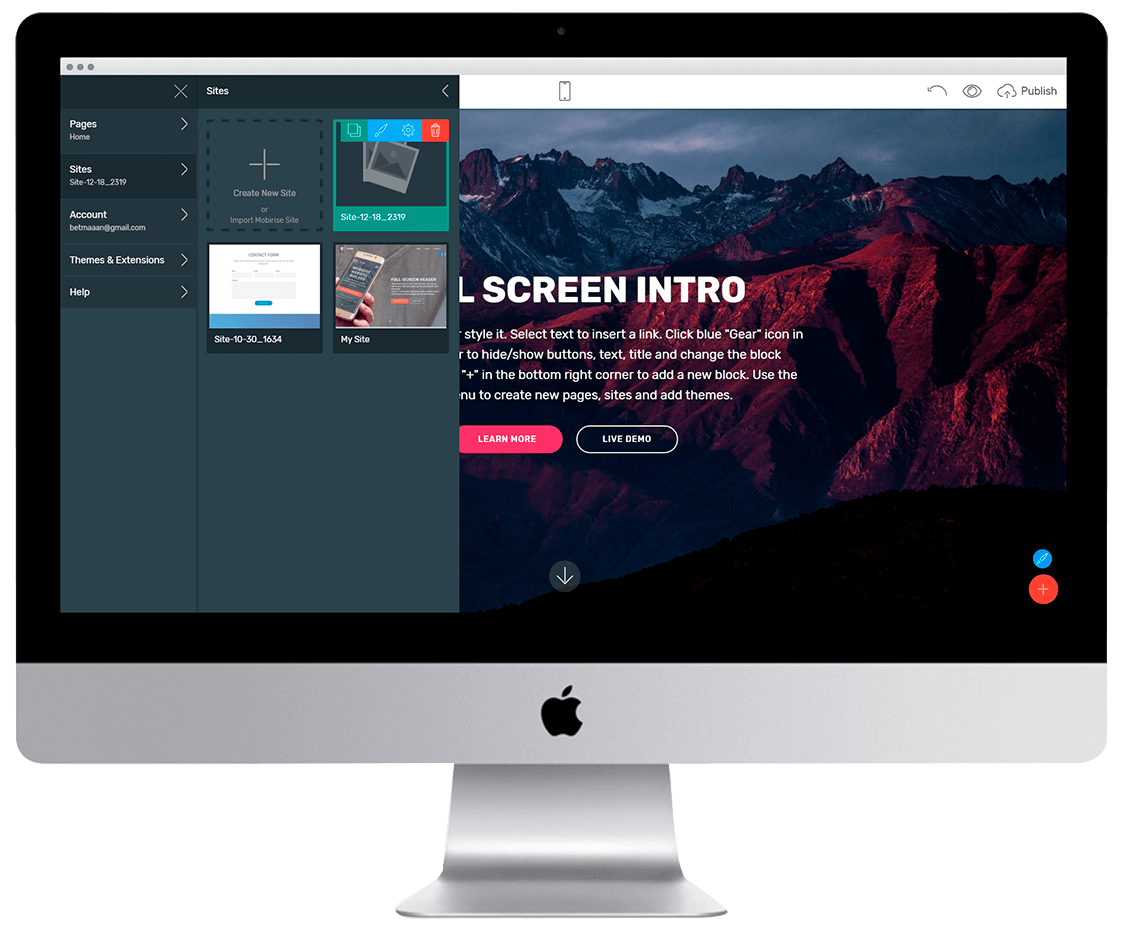 Sites
Publish
Pages
Home
Sites
Site-12-18_2319
Account
betmaaan@gmail.com
Themes & Extensions
Help
Create New Site
or
Import Mobirise Site
Site-12-18_2319
CONTACT FORM
Site-10-30_1634
FULL-SCREEN HEADER
My Site
L SCREEN INTRO
style it. Select text to insert a link. Click blue "Gear" icon in
r to hide/show buttons, text, title and change the block
"+" in the bottom right corner to add a new block. Use the
nu to create new pages, sites and add themes.
LEARN MORE
LIVE DEMO